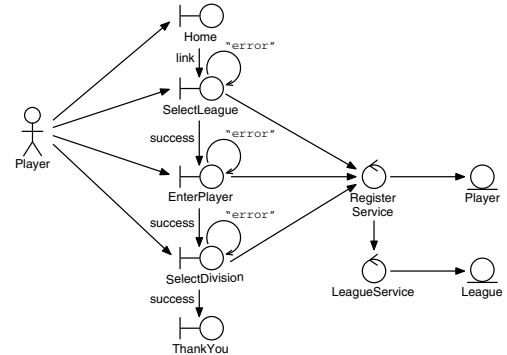 Home
link
"error"
SelectLeague
success
"error"
Player
EnterPlayer
Register
Service
Player
success
"error"
SelectDivision
LeagueService
League
success
ThankYou